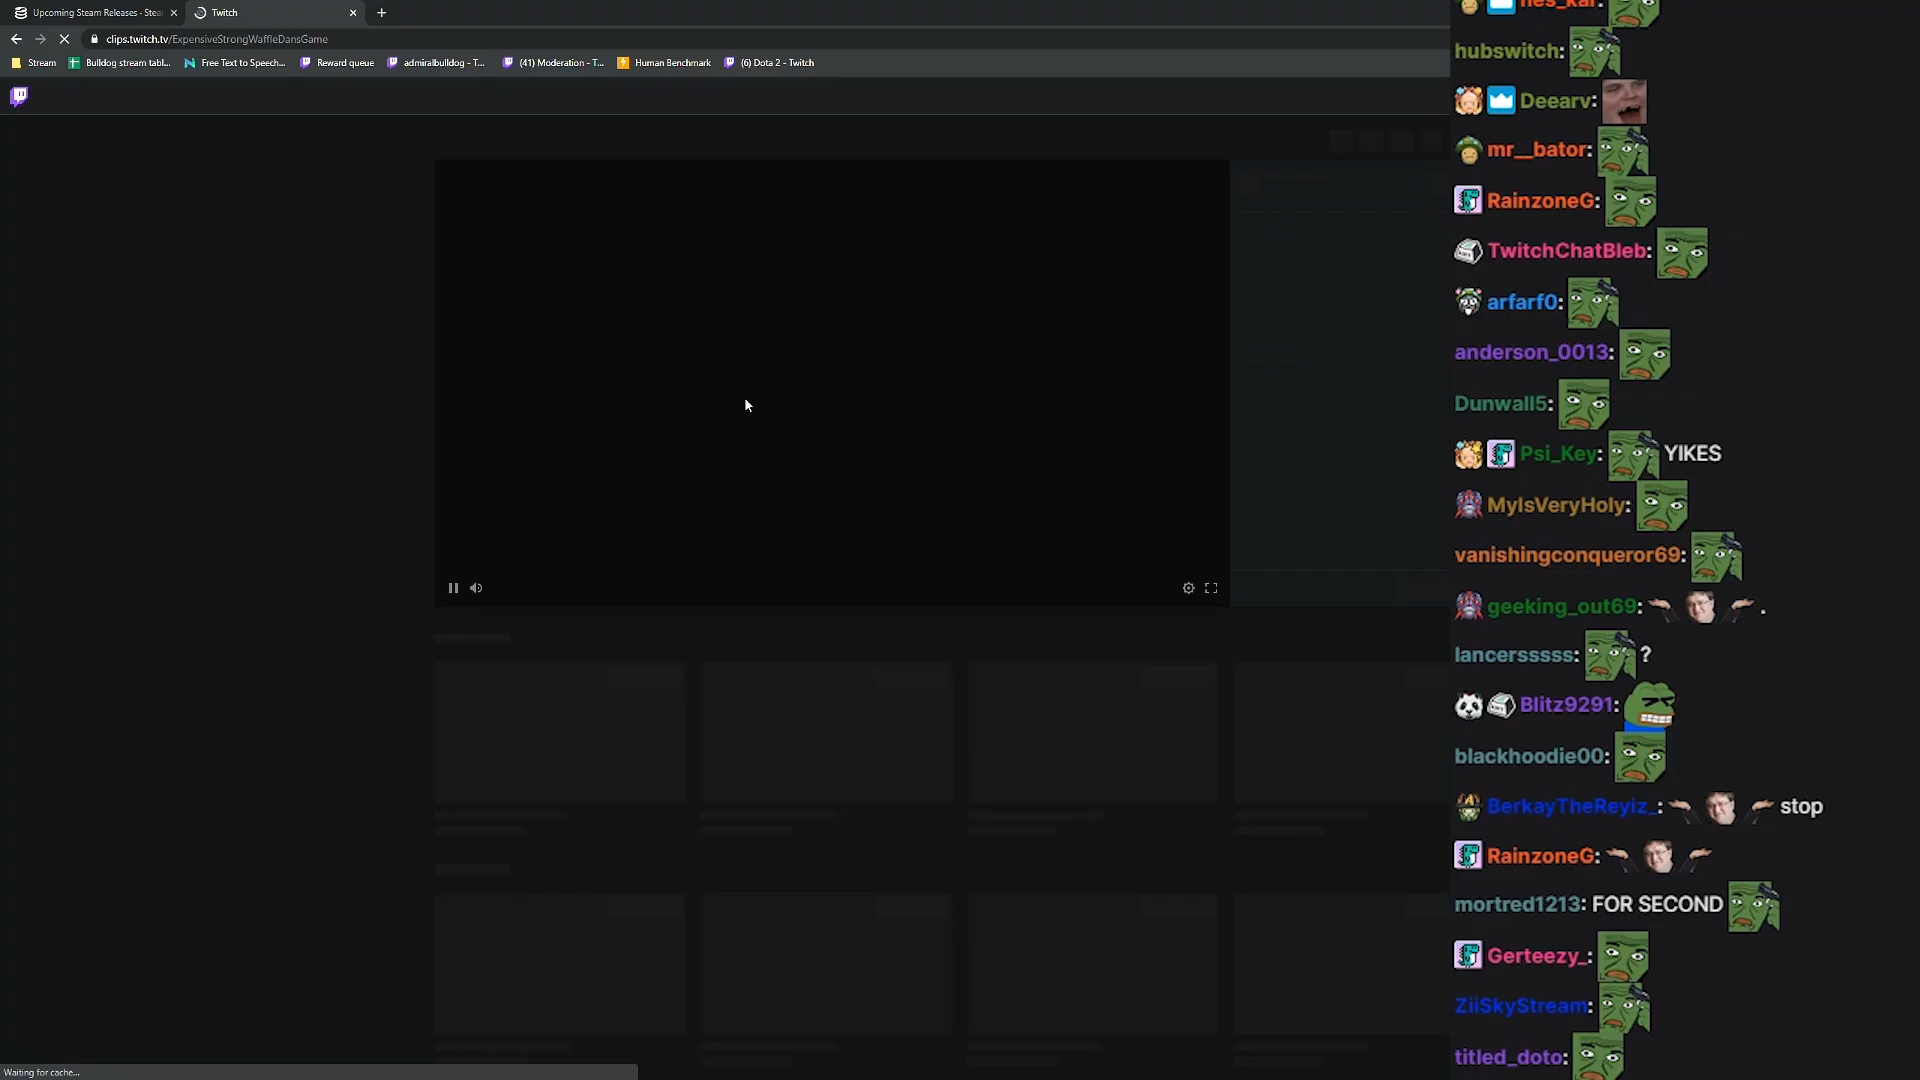 Upcoming Steam Releases - Stea
Twitch
clips.twitch.tv/ExpensiveStrongWaffleDansGame
Stream
Bulldog stream tabl...
Free Text to Speech...
Reward queue
admiralbulldog - T...
(41) Moderation - T...
Human Benchmark
(6) Dota 2 - Twitch
hubswitch:
Deearv:
mr__bator:
RainzoneG:
TwitchChatBleb:
arfarf0:
anderson_0013:
Dunwall5:
Psi_Key: YIKES
MyIsVeryHoly:
vanishingconqueror69:
geeking_out69: .
lancersssss: ?
Blitz9291:
blackhoodie00:
BerkayTheReyiz_: stop
RainzoneG:
mortred1213: FOR SECOND
Gerteezy_:
ZiiSkyStream:
titled_doto:
Waiting for cache...